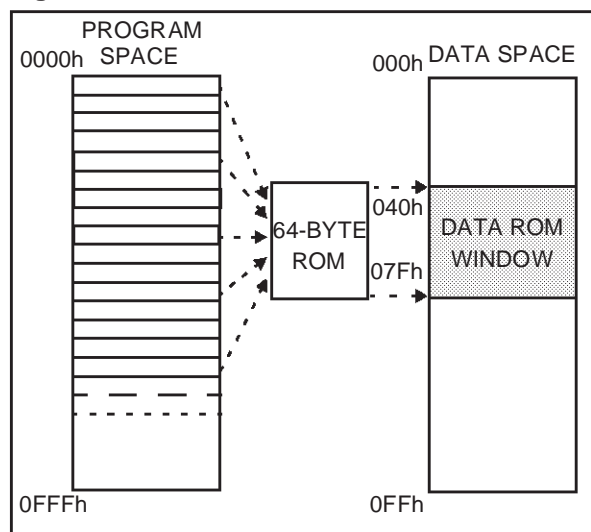 PROGRAM
SPACE
0000h
000h
DATA SPACE
040h
64-BYTE
ROM
07Fh
DATA ROM
WINDOW
0FFFh
0FFh